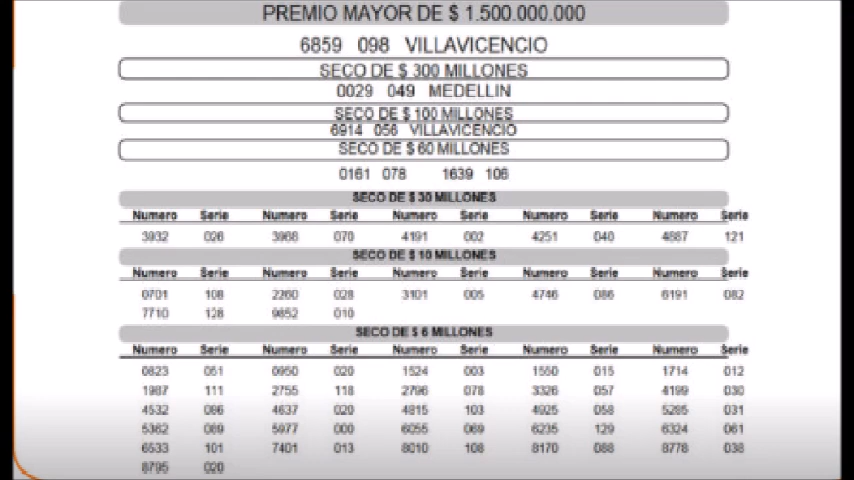 PREMIO MAYOR DE $ 1.500.000.000
6859 098 VILLAVICENCIO
SECO DE $ 300 MILLONES
0029 049 MEDELLIN
SECO DE $ 100 MILLONES
6914 056 VILLAVICENCIO
SECO DE $ 60 MILLONES
0161 078 1639 106
SECO DE $ 30 MILLONES
Numero Serie Numero Serie Numero Serie Numero Serie Numero Serie
3932 026 3968 070 4191 002 4251 040 4887 121
SECO DE $ 10 MILLONES
Numero Serie Numero Serie Numero Serie Numero Serie Numero Serie
0701 108 2260 028 3101 005 4746 086 6191 082
7710 128 9852 010
SECO DE $ 6 MILLONES
Numero Serie Numero Serie Numero Serie Numero Serie Numero Serie
0823 051 0950 020 1524 003 1550 015 1714 012
1987 111 2755 118 2796 078 3326 057 4199 030
4532 086 4637 020 4815 103 4925 058 5285 031
5362 089 5977 000 6055 069 6235 129 6324 061
6533 101 7401 013 8010 108 8170 088 8778 038
8795 020